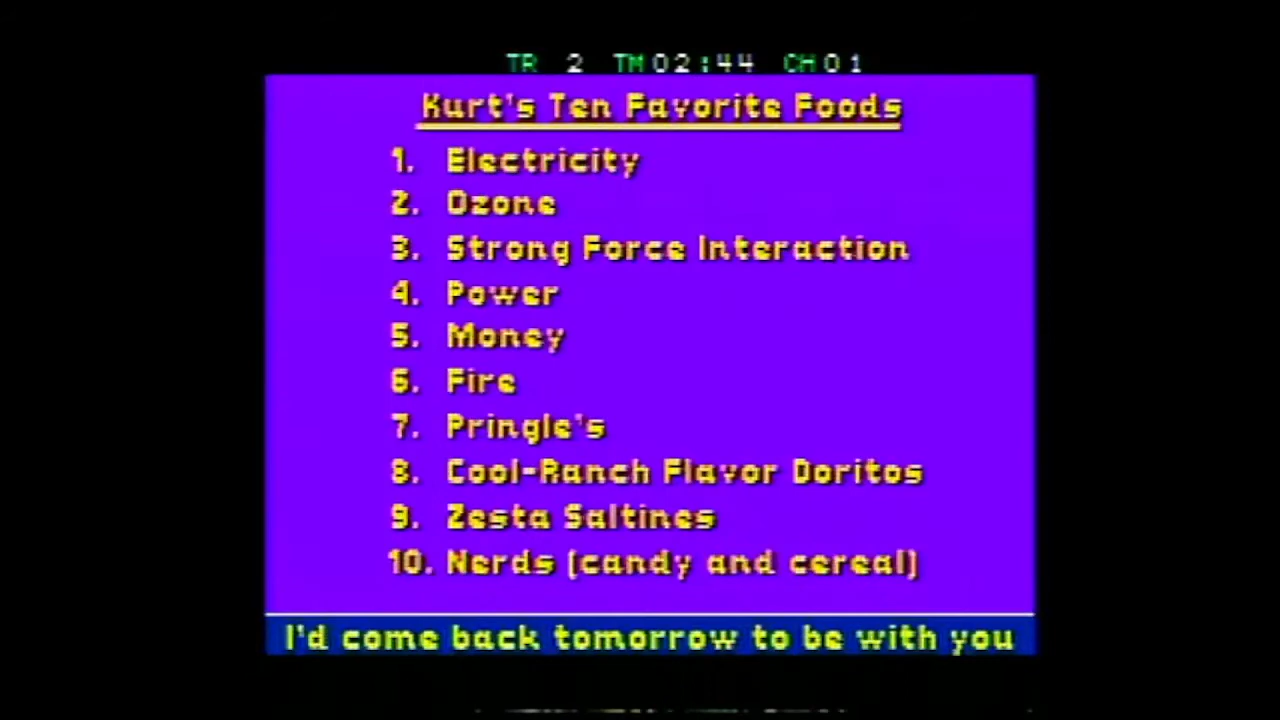 TR 2 TM02:44 CH01
Kurt's Ten Favorite Foods
1. Electricity
2. Ozone
3. Strong Force Interaction
4. Power
5. Money
6. Fire
7. Pringle's
8. Cool-Ranch Flavor Doritos
9. Zesta Saltines
10. Nerds (candy and cereal)
I'd come back tomorrow to be with you